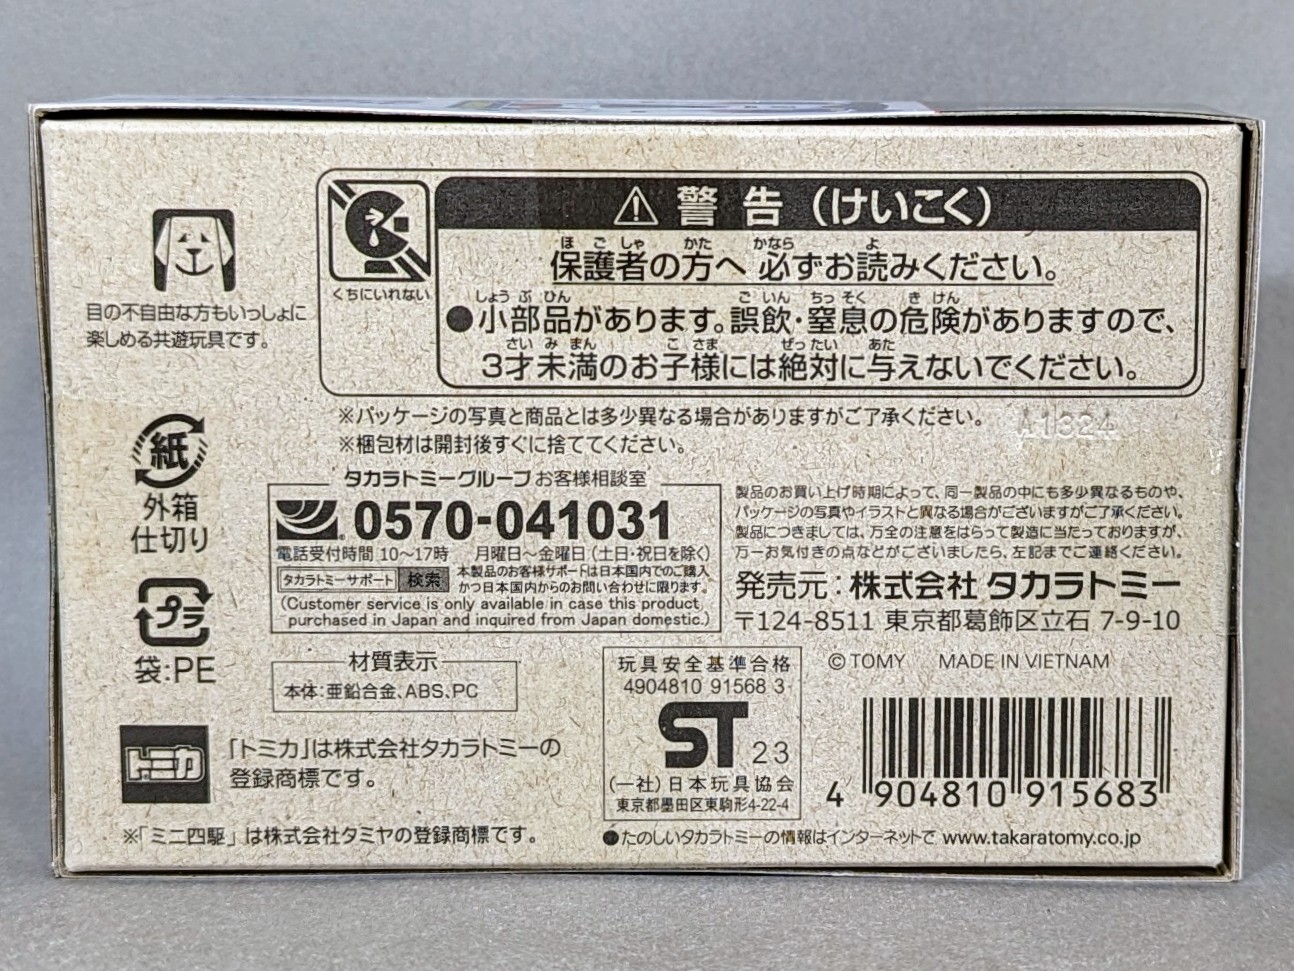 目の不自由な方もいっしょに
楽しめる共遊玩具です。
くちにいれない
警告（けいこく）
ほごしゃ かた かなら よ
保護者の方へ 必ずお読みください。
しょう ぶ ひん ご いん ちっ そく き けん
●小部品があります。誤飲・窒息の危険がありますので、
さい み まん こ さま ぜったい あた
3才未満のお子様には絶対に与えないでください。
※パッケージの写真と商品とは多少異なる場合がありますがご了承ください。
※梱包材は開封後すぐに捨ててください。
A1324
紙
外箱
仕切り
プラ
袋:PE
タカラトミーグループ お客様相談室
0570-041031
電話受付時間 10～17時 月曜日～金曜日（土日・祝日を除く）
タカラトミーサポート 検索
本製品のお客様サポートは日本国内でのご購入
かつ日本国内からのお問い合わせに限ります。
(Customer service is only available in case this product
purchased in Japan and inquired from Japan domestic.)
製品のお買い上げ時期によって、同一製品の中にも多少異なるものや、
パッケージの写真やイラストと異なる場合がございますがご了承ください。
製品につきましては、万全の注意をはらって製造に当たっておりますが、
万一お気付きの点などがございましたら、左記までご連絡ください。
発売元：株式会社 タカラトミー
〒124-8511 東京都葛飾区立石 7-9-10
材質表示
本体：亜鉛合金、ABS、PC
玩具安全基準合格
4904810 91568 3
ST 23
(一社)日本玩具協会
東京都墨田区東駒形4-22-4
© TOMY MADE IN VIETNAM
4 904810 915683
トミカ
「トミカ」は株式会社タカラトミーの
登録商標です。
※「ミニ四駆」は株式会社タミヤの登録商標です。
●たのしいタカラトミーの情報はインターネットで www.takaratomy.co.jp